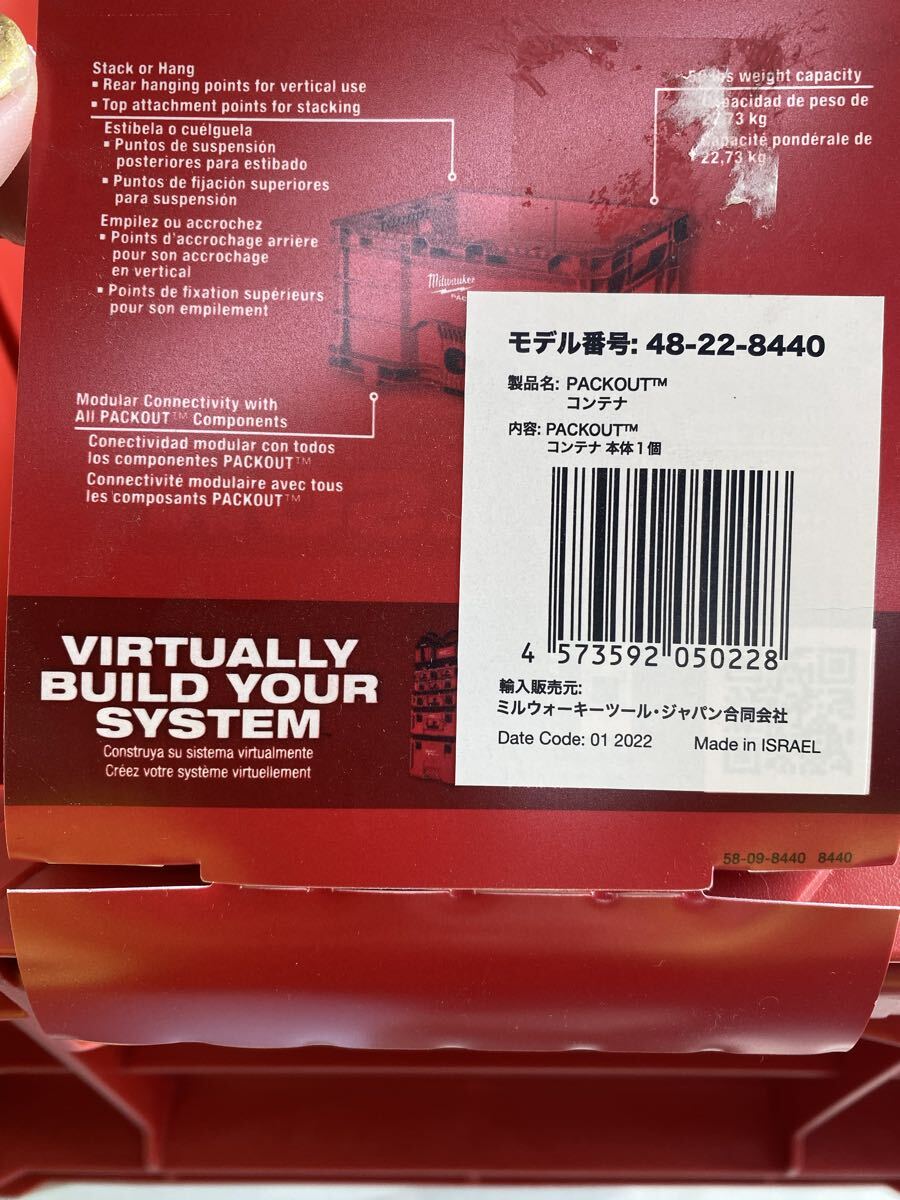 Stack or Hang
▪ Rear hanging points for vertical use
▪ Top attachment points for stacking
Estíbela o cuélguela
▪ Puntos de suspensión
posteriores para estibado
▪ Puntos de fijación superiores
para suspensión
Empilez ou accrochez
▪ Points d'accrochage arrière
pour son accrochage
en vertical
▪ Points de fixation supérieurs
pour son empilement
lbs weight capacity
Capacidad de peso de
kg
Capacité pondérale de
22,73 kg
Milwaukee
Modular Connectivity with
All PACKOUT™ Components
Conectividad modular con todos
los componentes PACKOUT™
Connectivité modulaire avec tous
les composants PACKOUT™
モデル番号: 48-22-8440
製品名: PACKOUT™
コンテナ
内容: PACKOUT™
コンテナ 本体1個
4 573592 050228
輸入販売元:
ミルウォーキーツール・ジャパン合同会社
Date Code: 01 2022 Made in ISRAEL
VIRTUALLY
BUILD YOUR
SYSTEM
Construya su sistema virtualmente
Créez votre système virtuellement
58-09-8440 8440